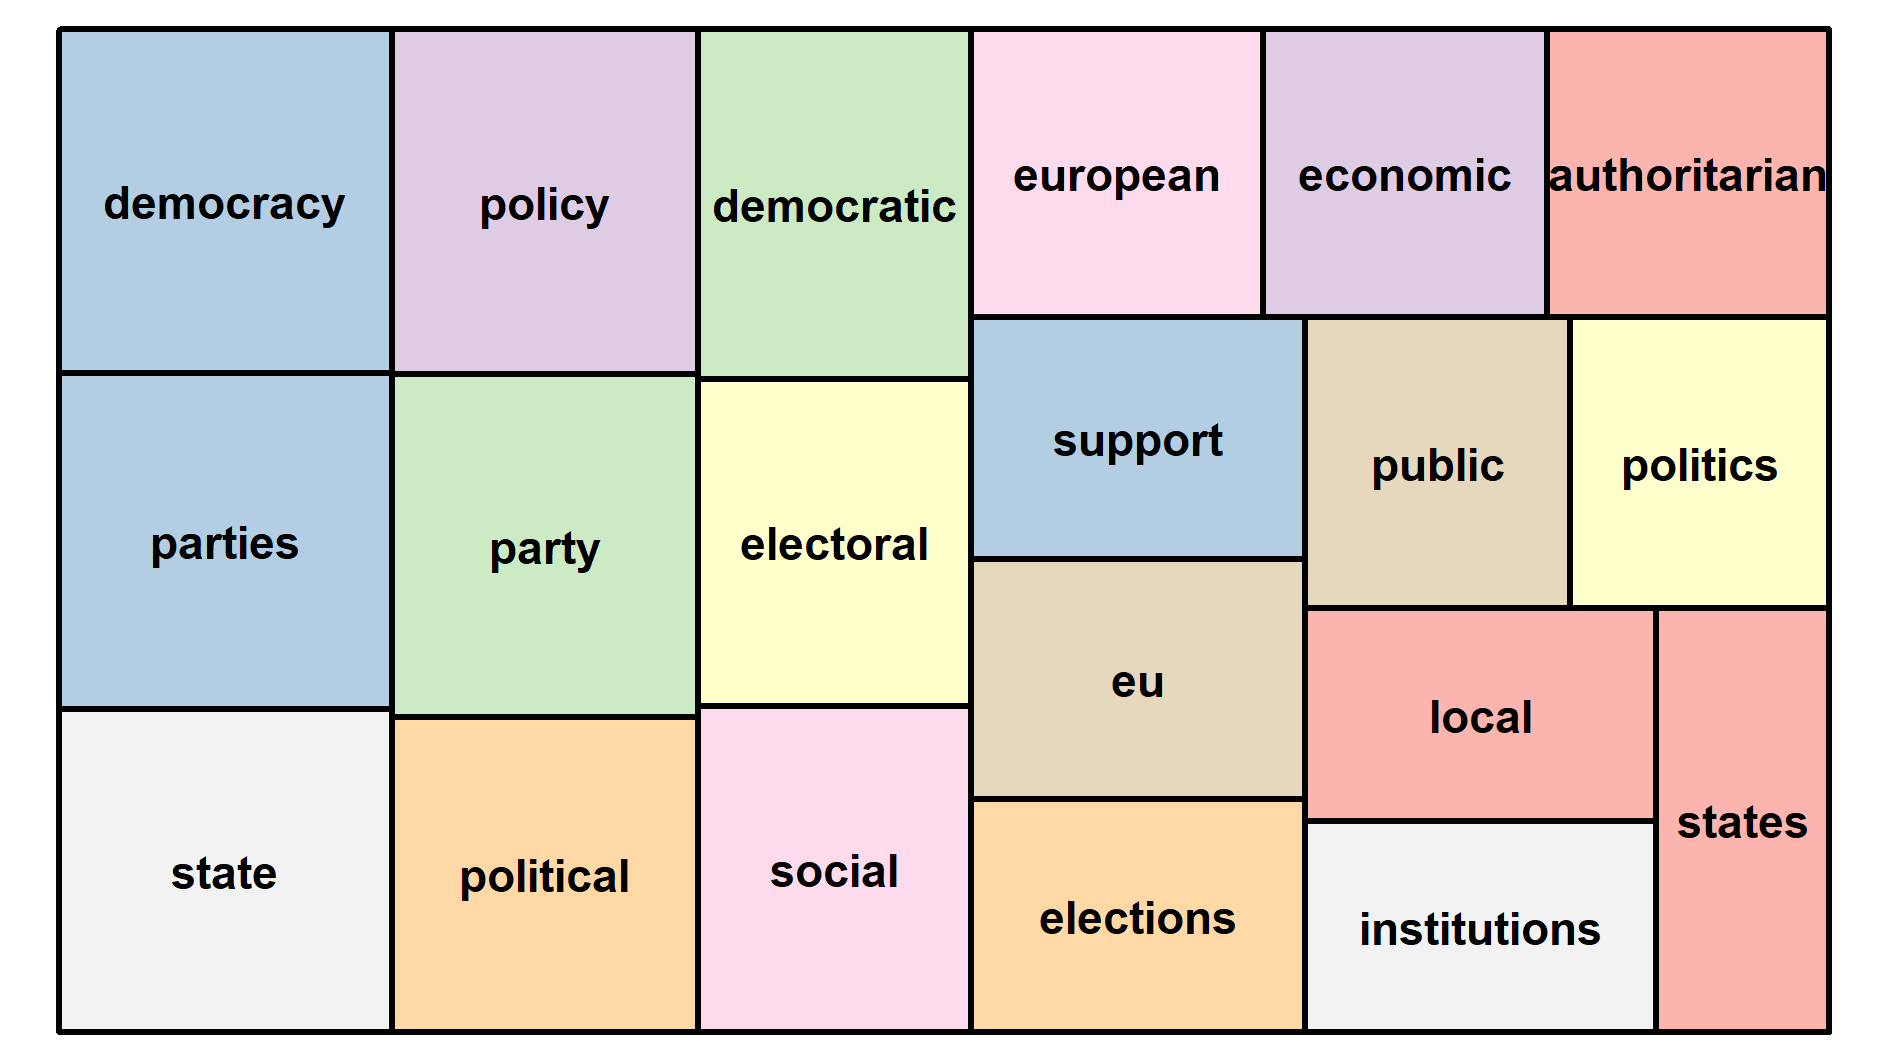 democracy
policy
democratic
european
economic
authoritarian
parties
party
electoral
support
public
politics
state
political
social
eu
elections
local
institutions
states